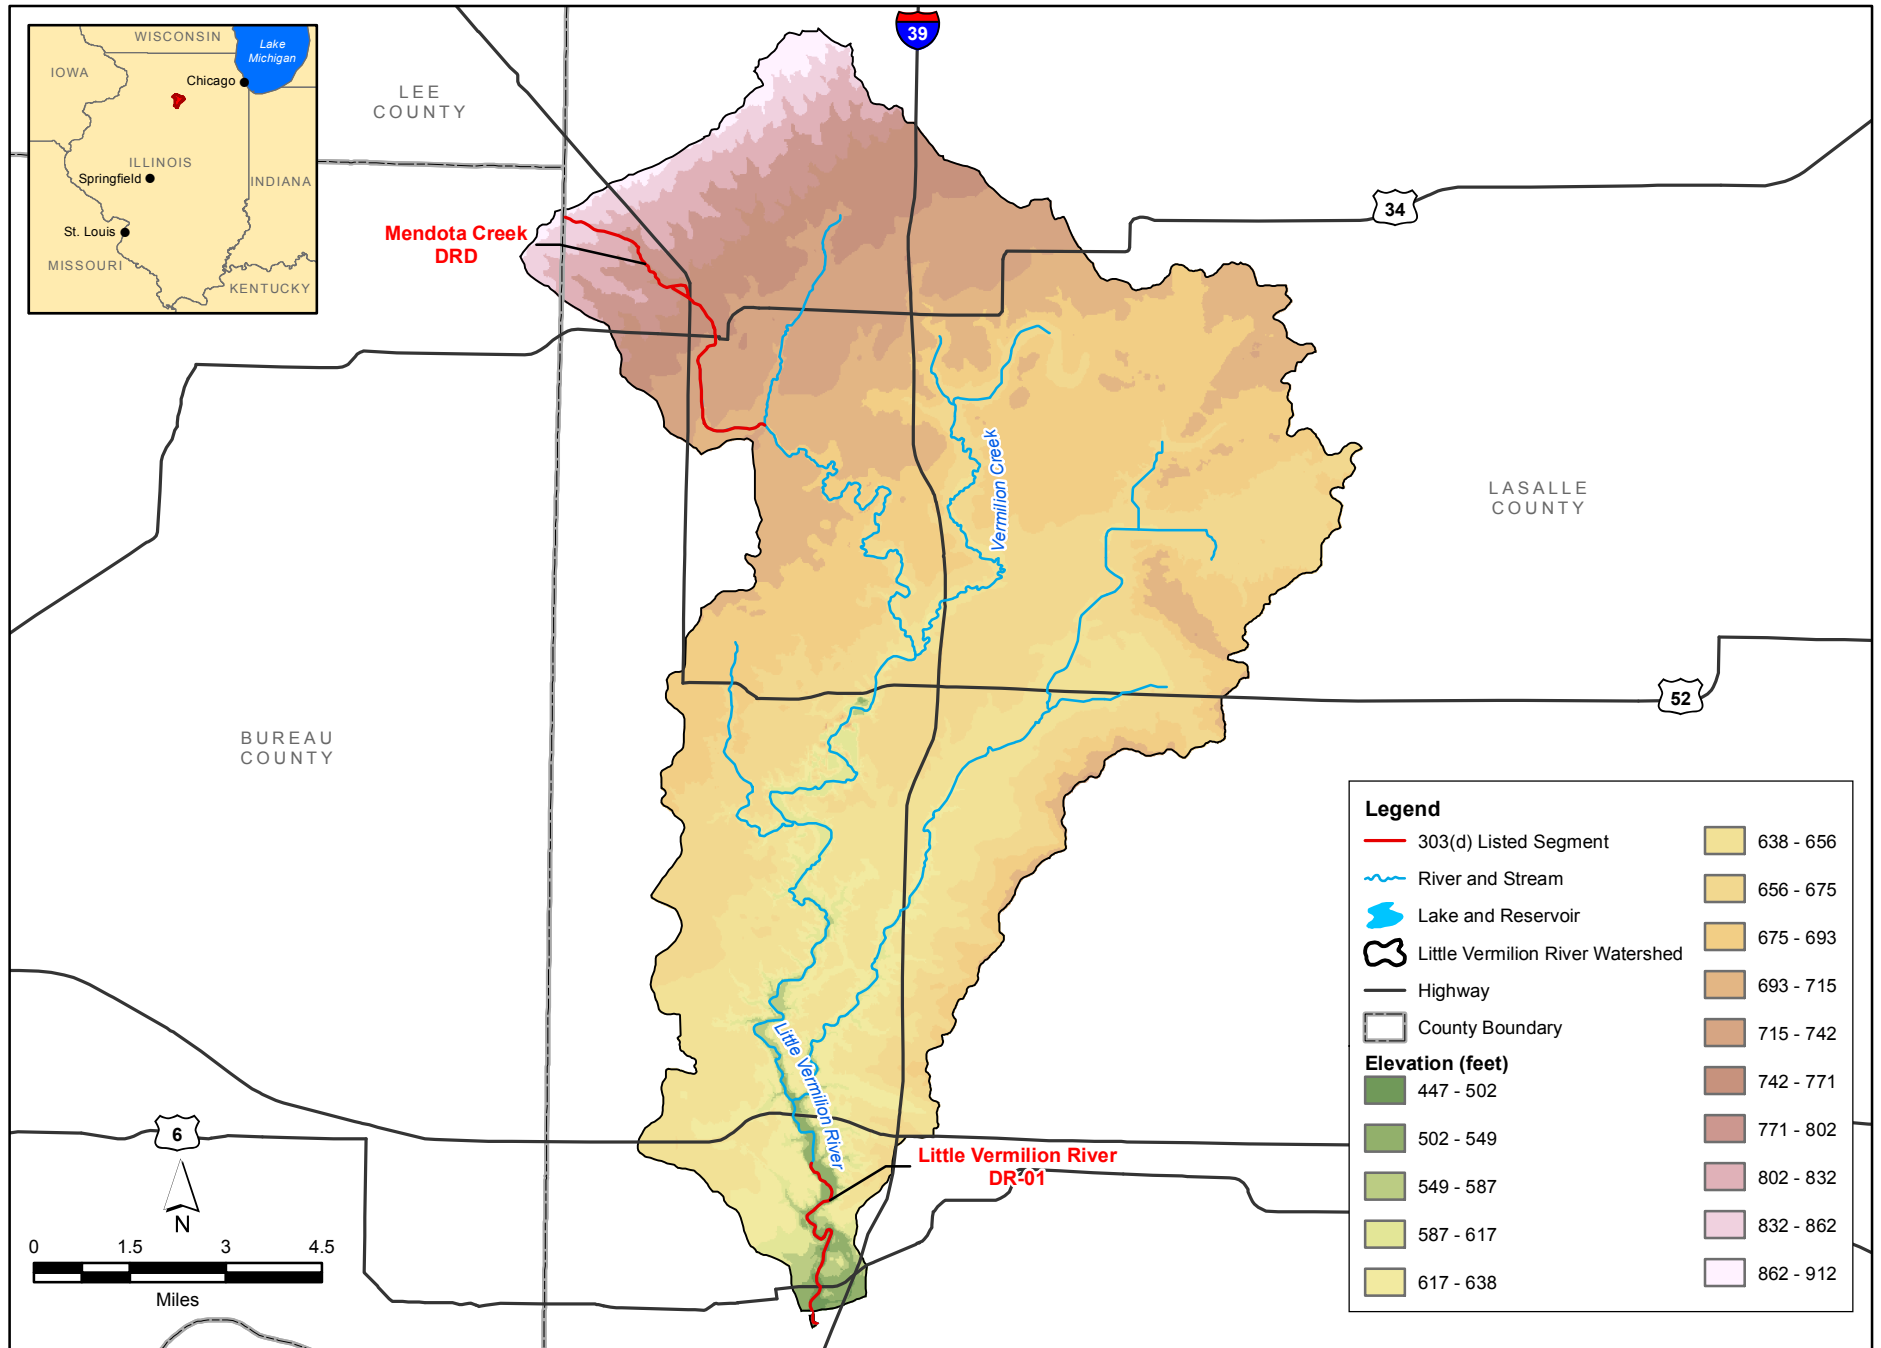 WISCONSIN
Lake
Michigan
IOWA
Chicago
ILLINOIS
Springfield
INDIANA
St. Louis
MISSOURI
KENTUCKY
LEE
COUNTY
39
34
Mendota Creek
DRD
Vermilion Creek
LASALLE
COUNTY
52
BUREAU
COUNTY
Little Vermilion River
6
N
0 1.5 3 4.5
Miles
Little Vermilion River
DR-01
Legend
303(d) Listed Segment
River and Stream
Lake and Reservoir
Little Vermilion River Watershed
Highway
County Boundary
Elevation (feet)
447 - 502
502 - 549
549 - 587
587 - 617
617 - 638
638 - 656
656 - 675
675 - 693
693 - 715
715 - 742
742 - 771
771 - 802
802 - 832
832 - 862
862 - 912